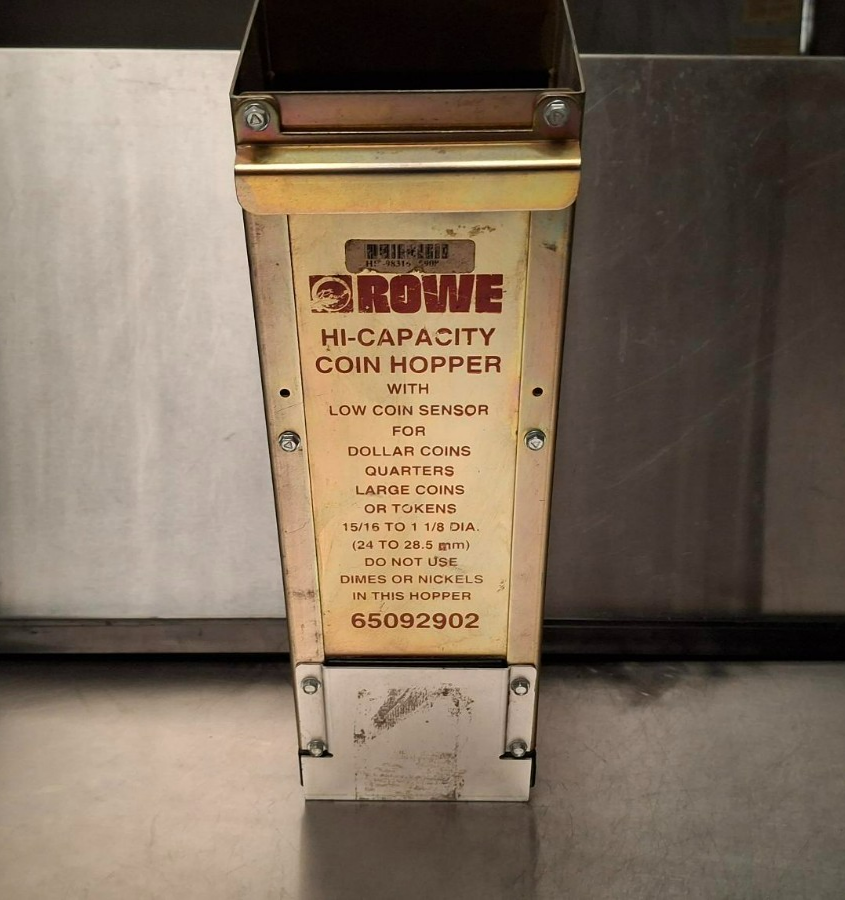 ROWE
HI-CAPACITY
COIN HOPPER
WITH
LOW COIN SENSOR
FOR
DOLLAR COINS
QUARTERS
LARGE COINS
OR TOKENS
15/16 TO 1 1/8 DIA.
(24 TO 28.5 mm)
DO NOT USE
DIMES OR NICKELS
IN THIS HOPPER
65092902